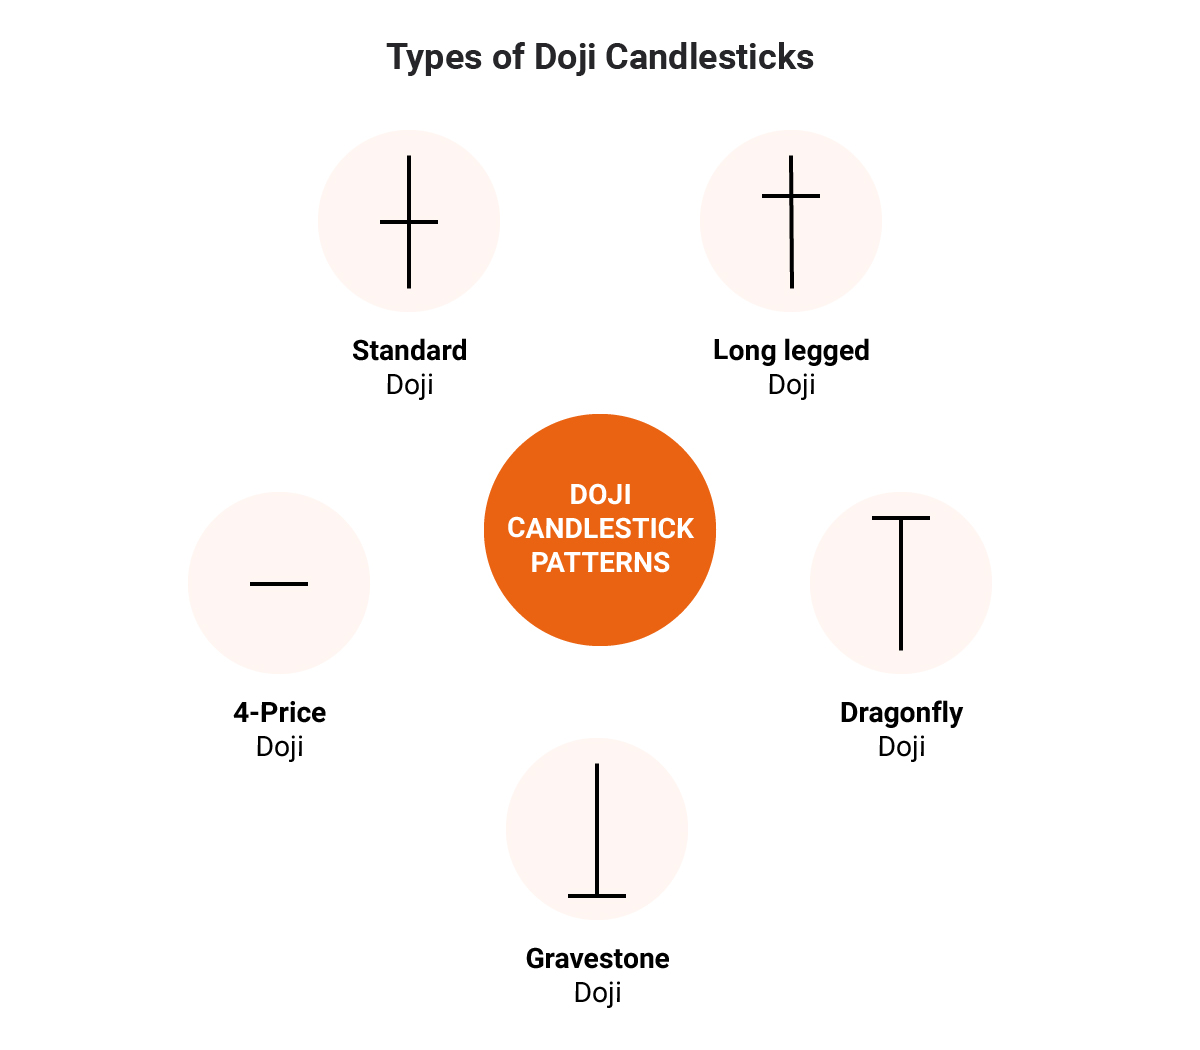 Types of Doji Candlesticks
Standard
Doji
Long legged
Doji
DOJI
CANDLESTICK
PATTERNS
4-Price
Doji
Dragonfly
Doji
Gravestone
Doji